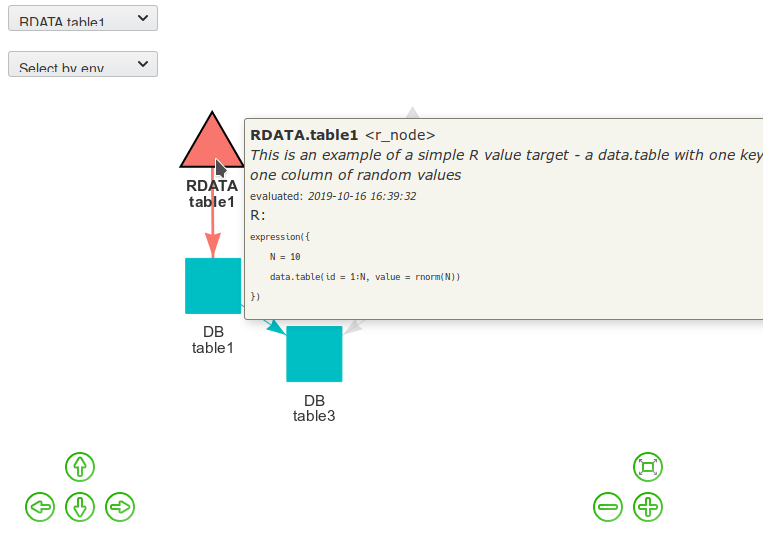 RDATA table1
Select by env
RDATA.table1 <r_node>
This is an example of a simple R value target - a data.table with one key
one column of random values
evaluated: 2019-10-16 16:39:32
R:
expression({
N = 10
data.table(id = 1:N, value = rnorm(N))
})
RDATA
table1
DB
table1
DB
table3